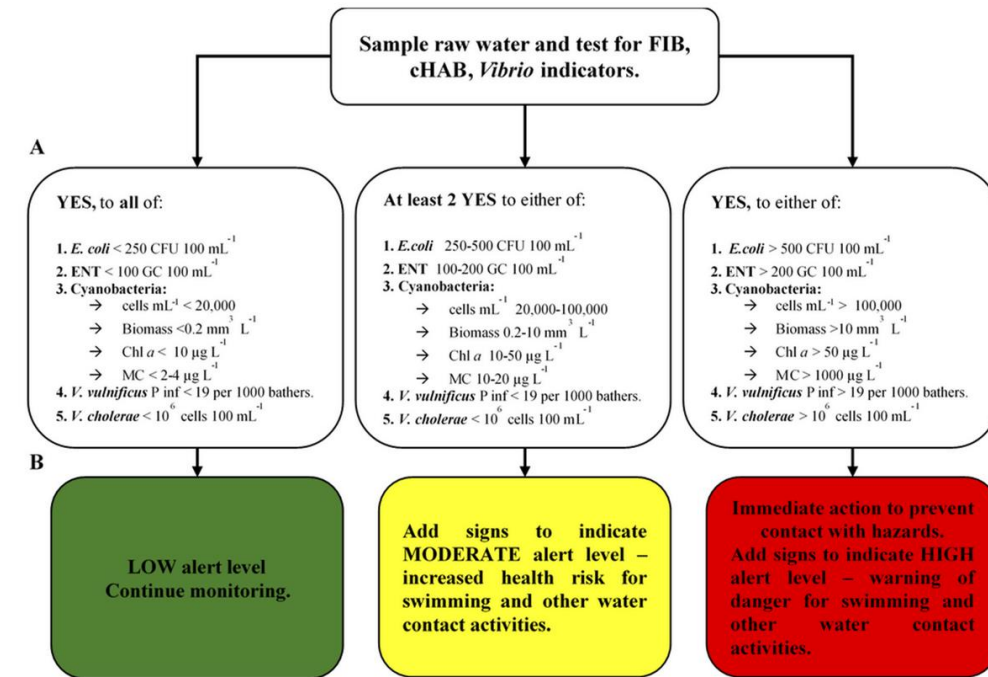 Sample raw water and test for FIB,
cHAB, Vibrio indicators.
A
YES, to all of:
1. E. coli < 250 CFU 100 mL⁻¹
2. ENT < 100 GC 100 mL⁻¹
3. Cyanobacteria:
→ cells mL⁻¹ < 20,000
→ Biomass <0.2 mm³ L⁻¹
→ Chl a < 10 µg L⁻¹
→ MC < 2-4 µg L⁻¹
4. V. vulnificus P inf < 19 per 1000 bathers.
5. V. cholerae < 10⁶ cells 100 mL⁻¹
At least 2 YES to either of:
1. E.coli 250-500 CFU 100 mL⁻¹
2. ENT 100-200 GC 100 mL⁻¹
3. Cyanobacteria:
→ cells mL⁻¹ 20,000-100,000
→ Biomass 0.2-10 mm³ L⁻¹
→ Chl a 10-50 µg L⁻¹
→ MC 10-20 µg L⁻¹
4. V. vulnificus P inf < 19 per 1000 bathers.
5. V. cholerae < 10⁶ cells 100 mL⁻¹
YES, to either of:
1. E.coli > 500 CFU 100 mL⁻¹
2. ENT > 200 GC 100 mL⁻¹
3. Cyanobacteria:
→ cells mL⁻¹ > 100,000
→ Biomass >10 mm³ L⁻¹
→ Chl a > 50 µg L⁻¹
→ MC > 1000 µg L⁻¹
4. V. vulnificus P inf > 19 per 1000 bathers.
5. V. cholerae > 10⁶ cells 100 mL⁻¹
B
LOW alert level
Continue monitoring.
Add signs to indicate
MODERATE alert level –
increased health risk for
swimming and other water
contact activities.
Immediate action to prevent
contact with hazards.
Add signs to indicate HIGH
alert level – warning of
danger for swimming and
other water contact
activities.